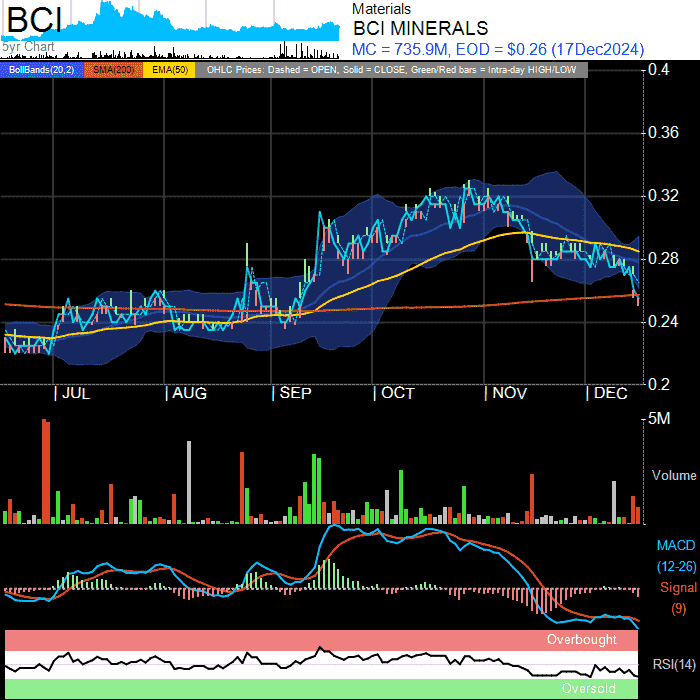 BCI
5yr Chart
Materials
BCI MINERALS
MC = 735.9M, EOD = $0.26 (17Dec2024)
BollBands(20,2) SMA(200) EMA(50) OHLC Prices: Dashed = OPEN, Solid = CLOSE, Green/Red bars = Intra-day HIGH/LOW
0.4
0.36
0.32
0.28
0.24
0.2
JUL AUG SEP OCT NOV DEC
5M
Volume
MACD
(12-26)
Signal
(9)
Overbought
RSI(14)
Oversold